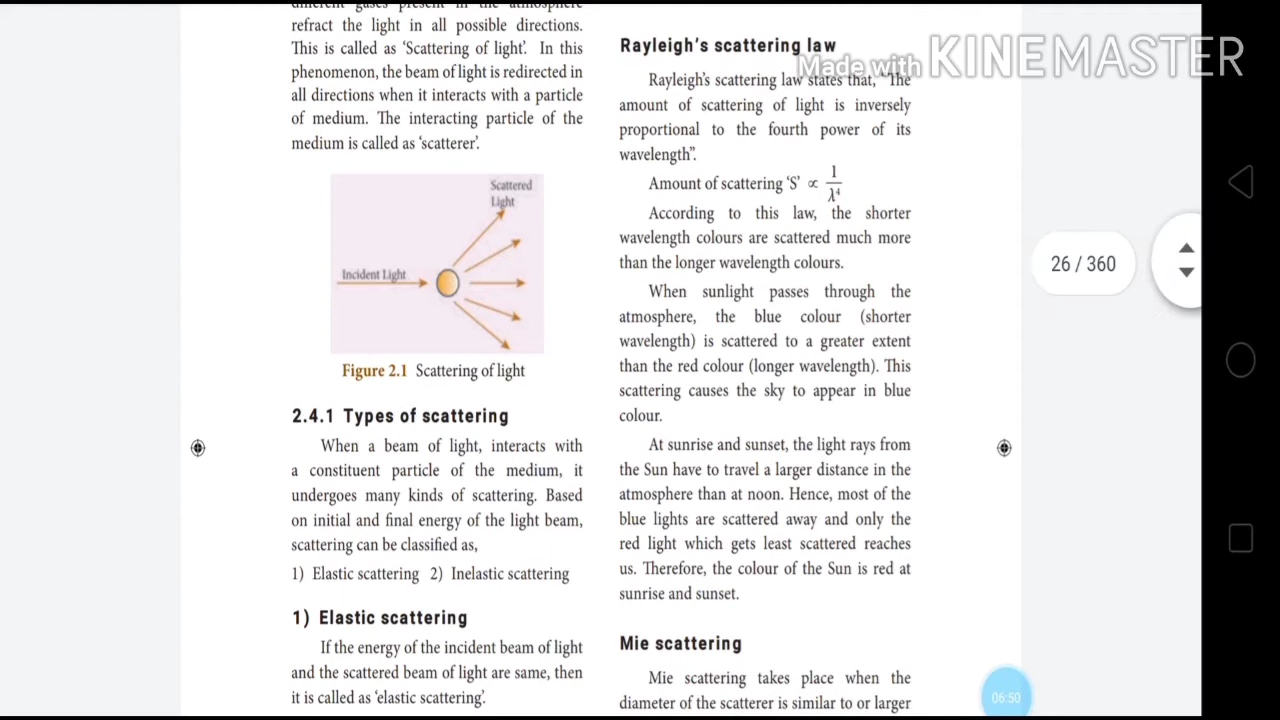 different gases present in the atmosphere
refract the light in all possible directions.
This is called as ‘Scattering of light’. In this
phenomenon, the beam of light is redirected in
all directions when it interacts with a particle
of medium. The interacting particle of the
medium is called as ‘scatterer’.
Scattered
Light
Incident Light
Figure 2.1 Scattering of light
2.4.1 Types of scattering
When a beam of light, interacts with
a constituent particle of the medium, it
undergoes many kinds of scattering. Based
on initial and final energy of the light beam,
scattering can be classified as,
1) Elastic scattering 2) Inelastic scattering
1) Elastic scattering
If the energy of the incident beam of light
and the scattered beam of light are same, then
it is called as ‘elastic scattering’.
Rayleigh’s scattering law
Rayleigh’s scattering law states that, “The
amount of scattering of light is inversely
proportional to the fourth power of its
wavelength”.
Amount of scattering ‘S’ ∝ 1/λ⁴
According to this law, the shorter
wavelength colours are scattered much more
than the longer wavelength colours.
When sunlight passes through the
atmosphere, the blue colour (shorter
wavelength) is scattered to a greater extent
than the red colour (longer wavelength). This
scattering causes the sky to appear in blue
colour.
At sunrise and sunset, the light rays from
the Sun have to travel a larger distance in the
atmosphere than at noon. Hence, most of the
blue lights are scattered away and only the
red light which gets least scattered reaches
us. Therefore, the colour of the Sun is red at
sunrise and sunset.
Mie scattering
Mie scattering takes place when the
diameter of the scatterer is similar to or larger
Made with KINEMASTER
26 / 360
06:50